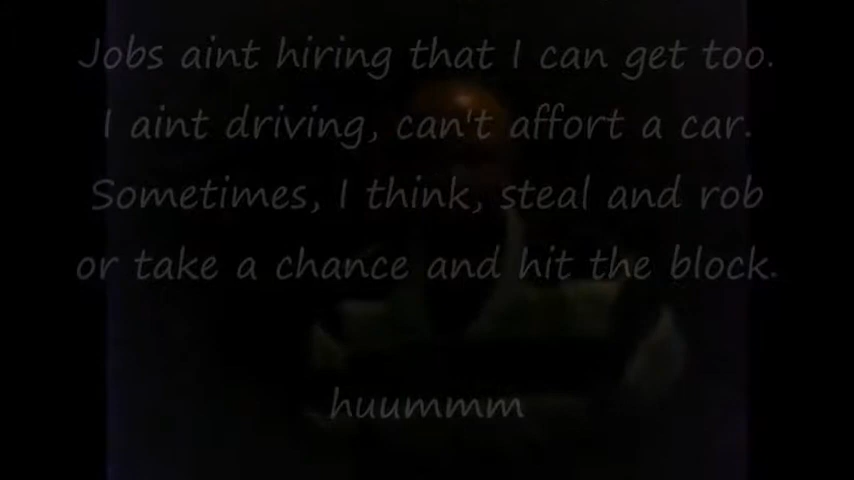 Jobs aint hiring that I can get too.
I aint driving, can't affort a car.
Sometimes, I think, steal and rob
or take a chance and hit the block.
huummm